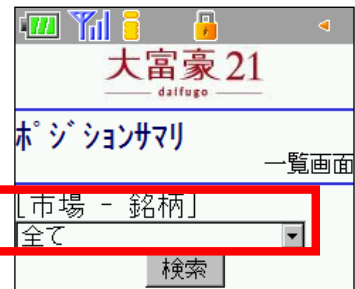 大富豪21
daifugo
ﾎﾟｼﾞｼｮﾝｻﾏﾘ
一覧画面
[市場 - 銘柄]
全て
検索